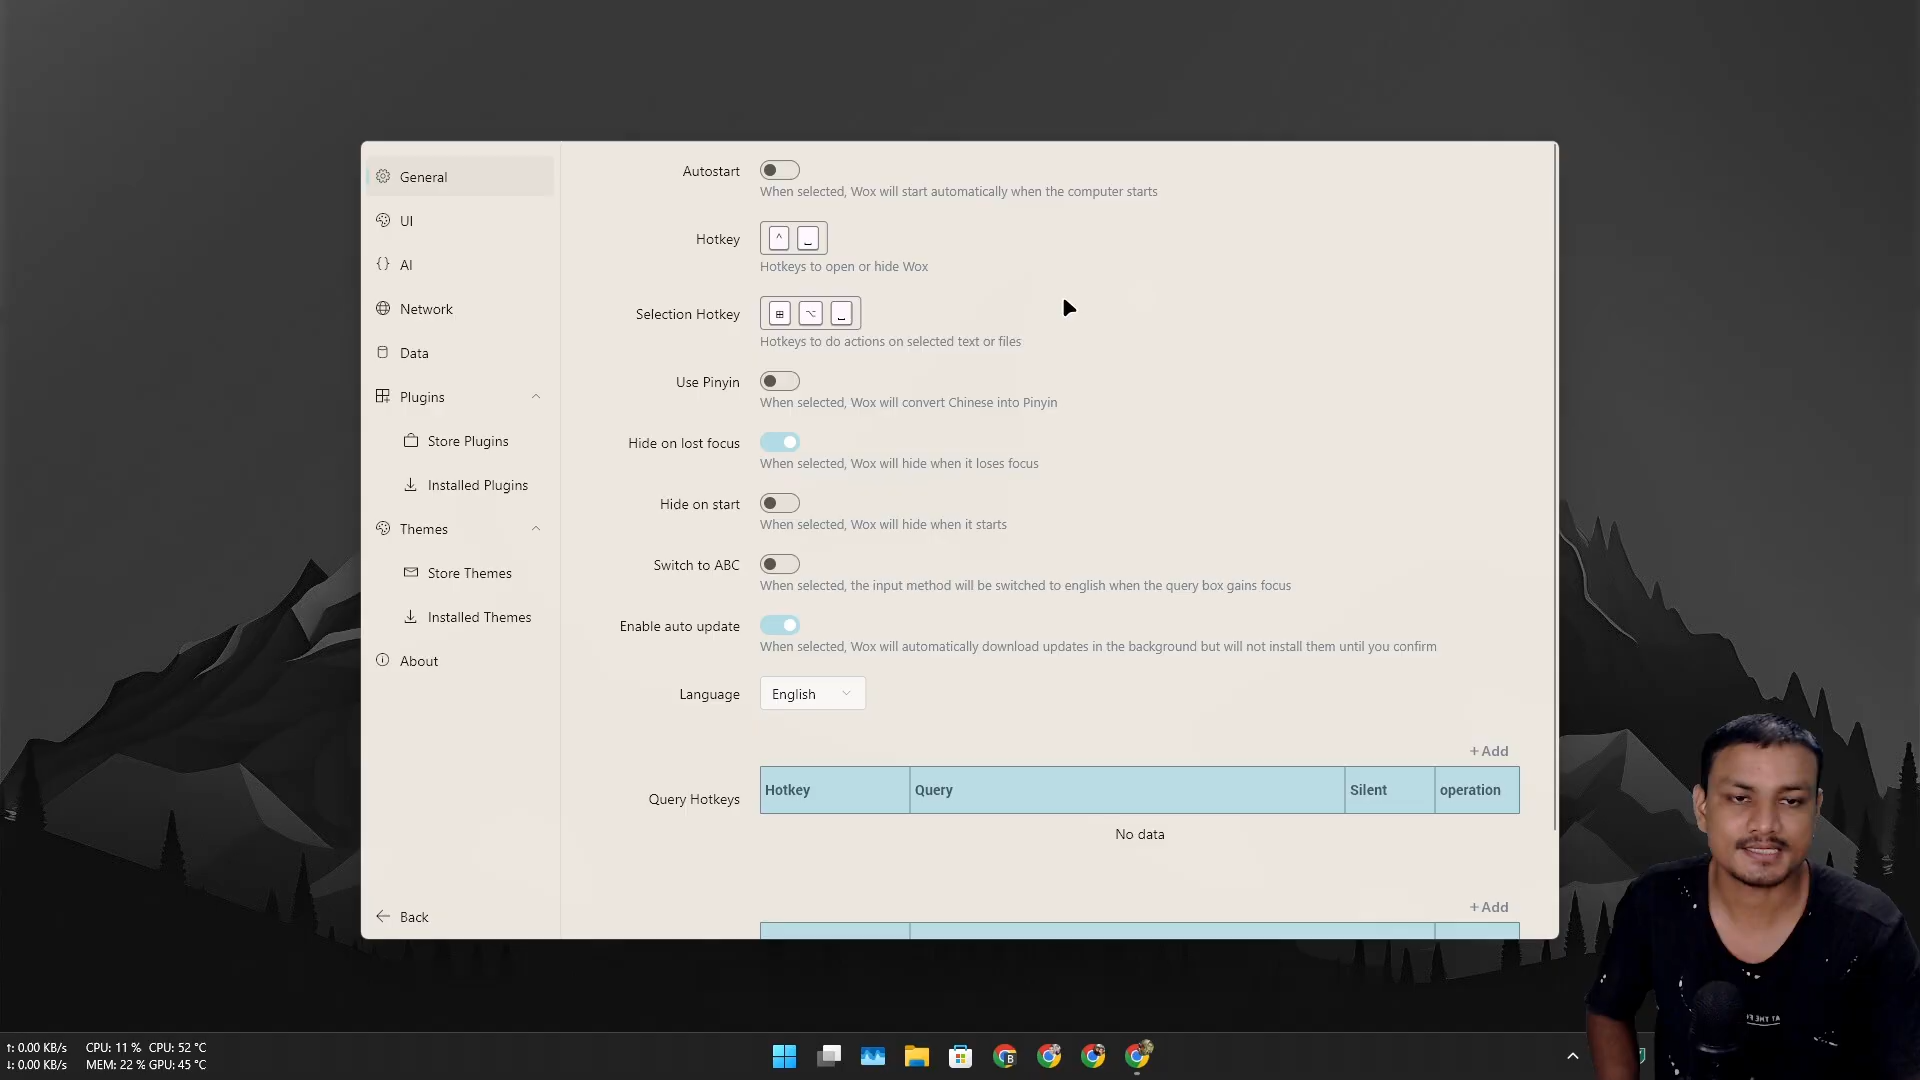 General
UI
AI
Network
Data
Plugins
Store Plugins
Installed Plugins
Themes
Store Themes
Installed Themes
About
Back
Autostart
When selected, Wox will start automatically when the computer starts
Hotkey
Hotkeys to open or hide Wox
Selection Hotkey
Hotkeys to do actions on selected text or files
Use Pinyin
When selected, Wox will convert Chinese into Pinyin
Hide on lost focus
When selected, Wox will hide when it loses focus
Hide on start
When selected, Wox will hide when it starts
Switch to ABC
When selected, the input method will be switched to english when the query box gains focus
Enable auto update
When selected, Wox will automatically download updates in the background but will not install them until you confirm
Language
English
+ Add
Query Hotkeys
Hotkey Query Silent operation
No data
+ Add
↑: 0.00 KB/s CPU: 11 % CPU: 52 °C
↓: 0.00 KB/s MEM: 22 % GPU: 45 °C